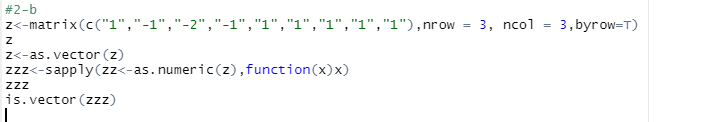 #2-b
z<-matrix(c("1","-1","-2","-1","1","1","1","1","1"),nrow = 3, ncol = 3,byrow=T)
z
z<-as.vector(z)
zzz<-sapply(zz<-as.numeric(z),function(x)x)
zzz
is.vector(zzz)